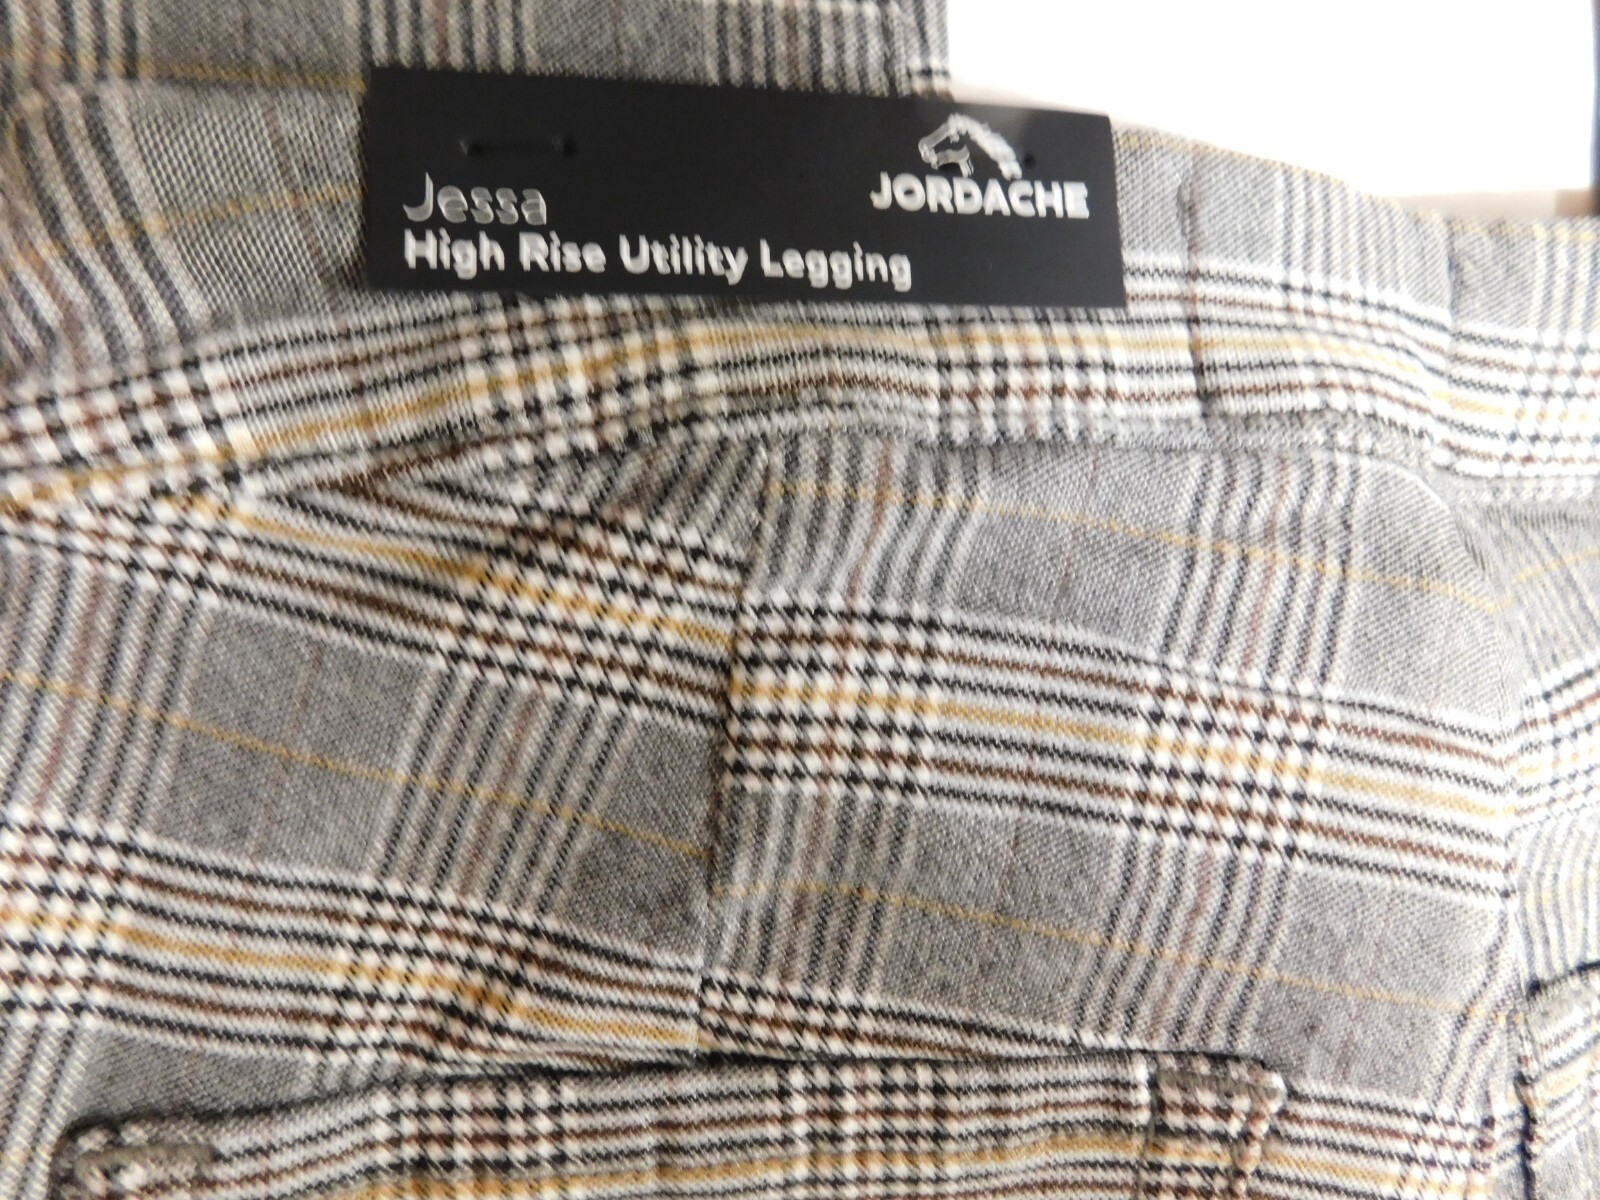 Jessa
High Rise Utility Legging
JORDACHE